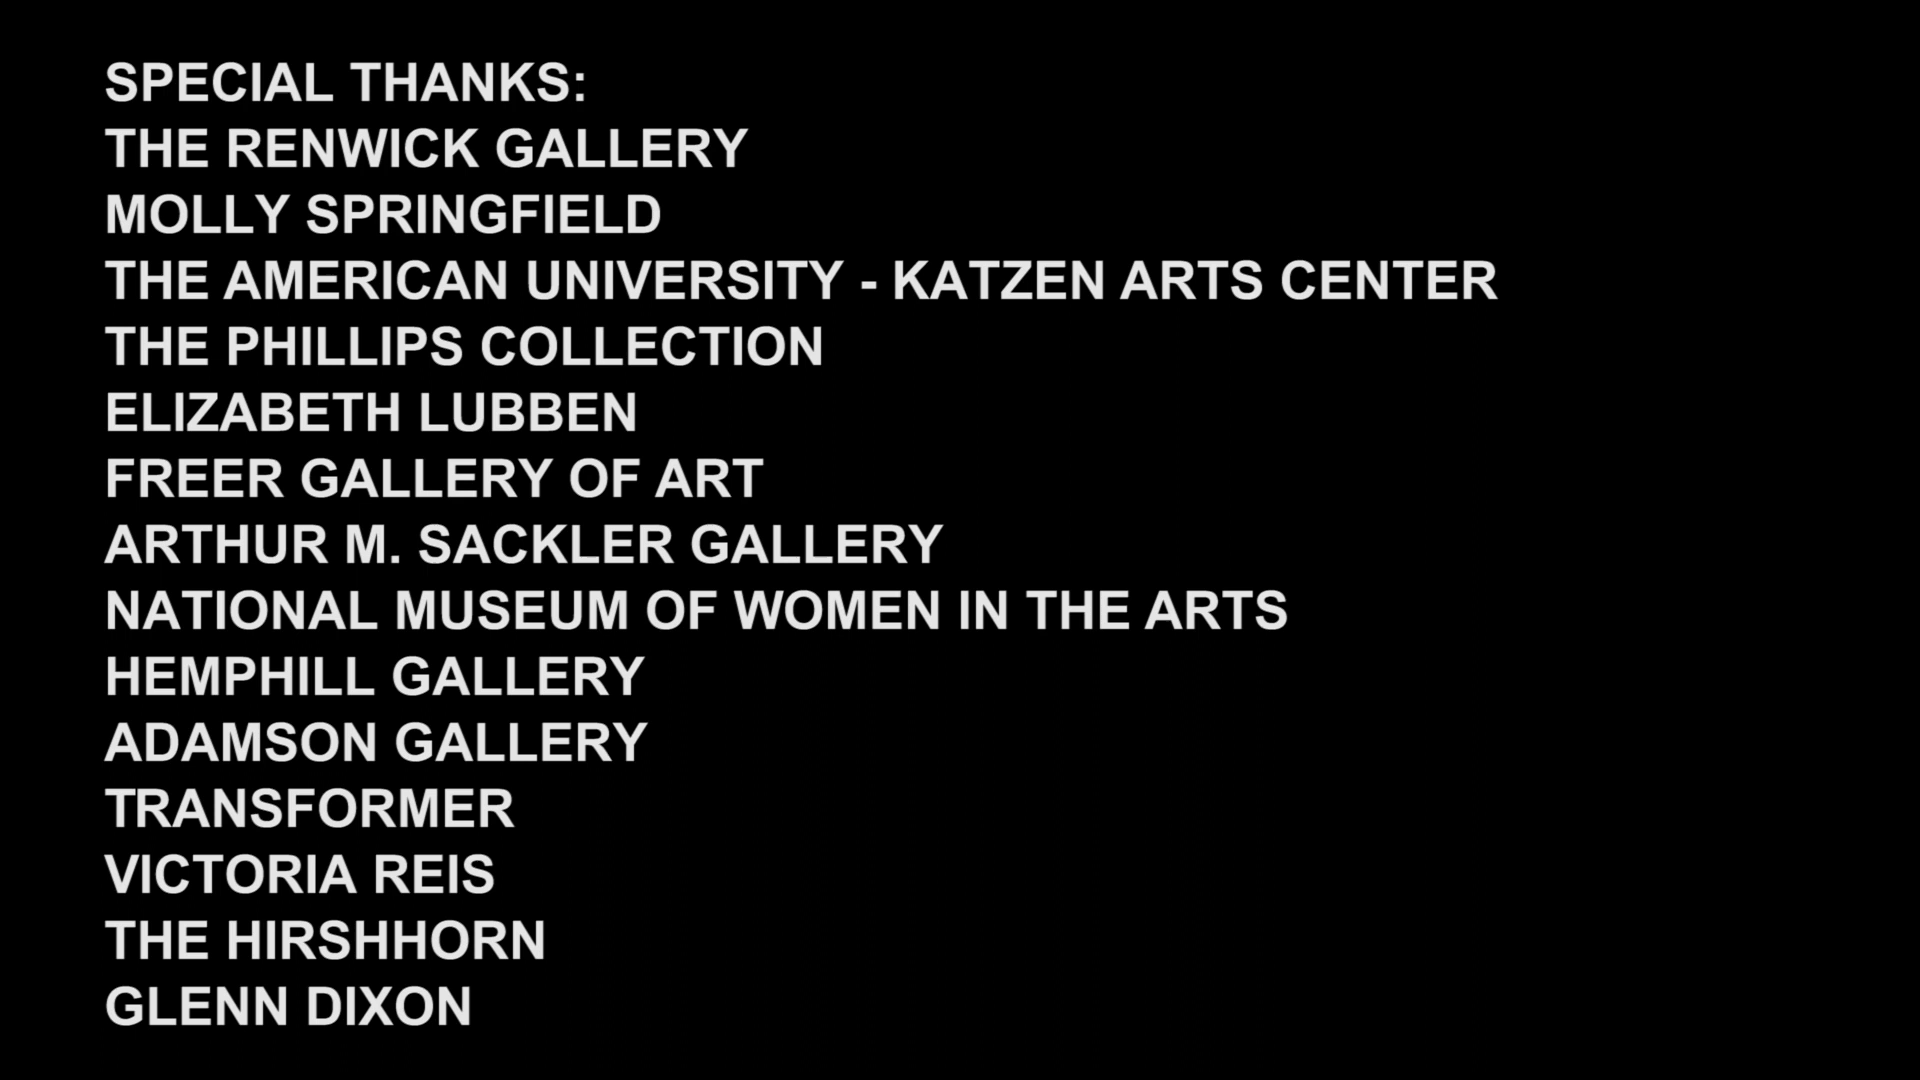 SPECIAL THANKS:
THE RENWICK GALLERY
MOLLY SPRINGFIELD
THE AMERICAN UNIVERSITY - KATZEN ARTS CENTER
THE PHILLIPS COLLECTION
ELIZABETH LUBBEN
FREER GALLERY OF ART
ARTHUR M. SACKLER GALLERY
NATIONAL MUSEUM OF WOMEN IN THE ARTS
HEMPHILL GALLERY
ADAMSON GALLERY
TRANSFORMER
VICTORIA REIS
THE HIRSHHORN
GLENN DIXON